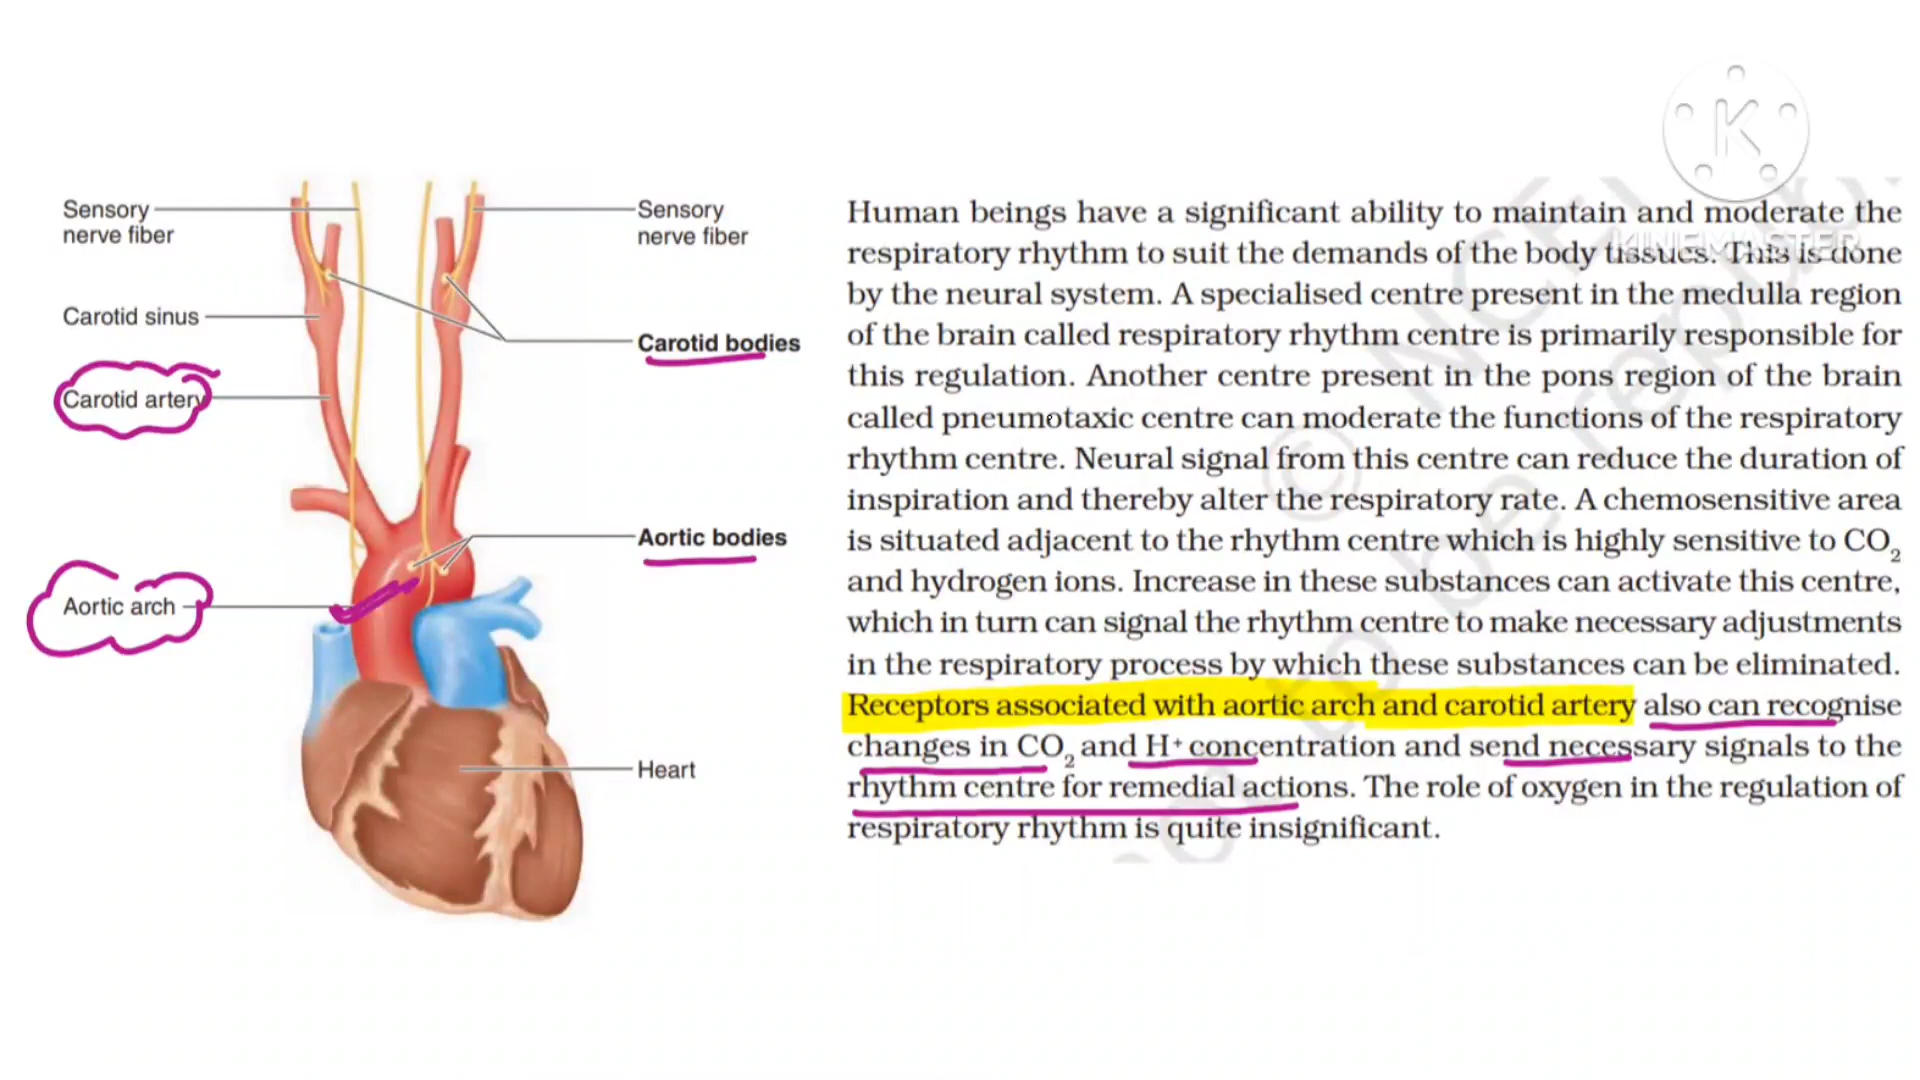 Sensory
nerve fiber
Carotid sinus
Carotid artery
Aortic arch
Sensory
nerve fiber
Carotid bodies
Aortic bodies
Heart
K
KINEMASTER
Human beings have a significant ability to maintain and moderate the
respiratory rhythm to suit the demands of the body tissues. This is done
by the neural system. A specialised centre present in the medulla region
of the brain called respiratory rhythm centre is primarily responsible for
this regulation. Another centre present in the pons region of the brain
called pneumotaxic centre can moderate the functions of the respiratory
rhythm centre. Neural signal from this centre can reduce the duration of
inspiration and thereby alter the respiratory rate. A chemosensitive area
is situated adjacent to the rhythm centre which is highly sensitive to CO₂
and hydrogen ions. Increase in these substances can activate this centre,
which in turn can signal the rhythm centre to make necessary adjustments
in the respiratory process by which these substances can be eliminated.
Receptors associated with aortic arch and carotid artery also can recognise
changes in CO₂ and H⁺ concentration and send necessary signals to the
rhythm centre for remedial actions. The role of oxygen in the regulation of
respiratory rhythm is quite insignificant.